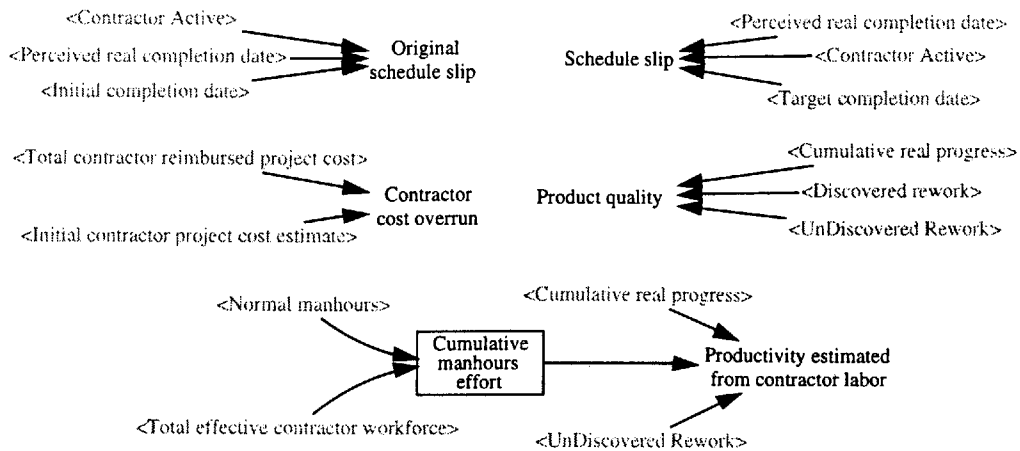 <Contractor Active>
<Perceived real completion date>
<Initial completion date>
Original
schedule slip
Schedule slip
<Perceived real completion date>
<Contractor Active>
<Target completion date>
<Total contractor reimbursed project cost>
<Initial contractor project cost estimate>
Contractor
cost overrun
Product quality
<Cumulative real progress>
<Discovered rework>
<UnDiscovered Rework>
<Normal manhours>
<Total effective contractor workforce>
Cumulative
manhours
effort
<Cumulative real progress>
Productivity estimated
from contractor labor
<UnDiscovered Rework>